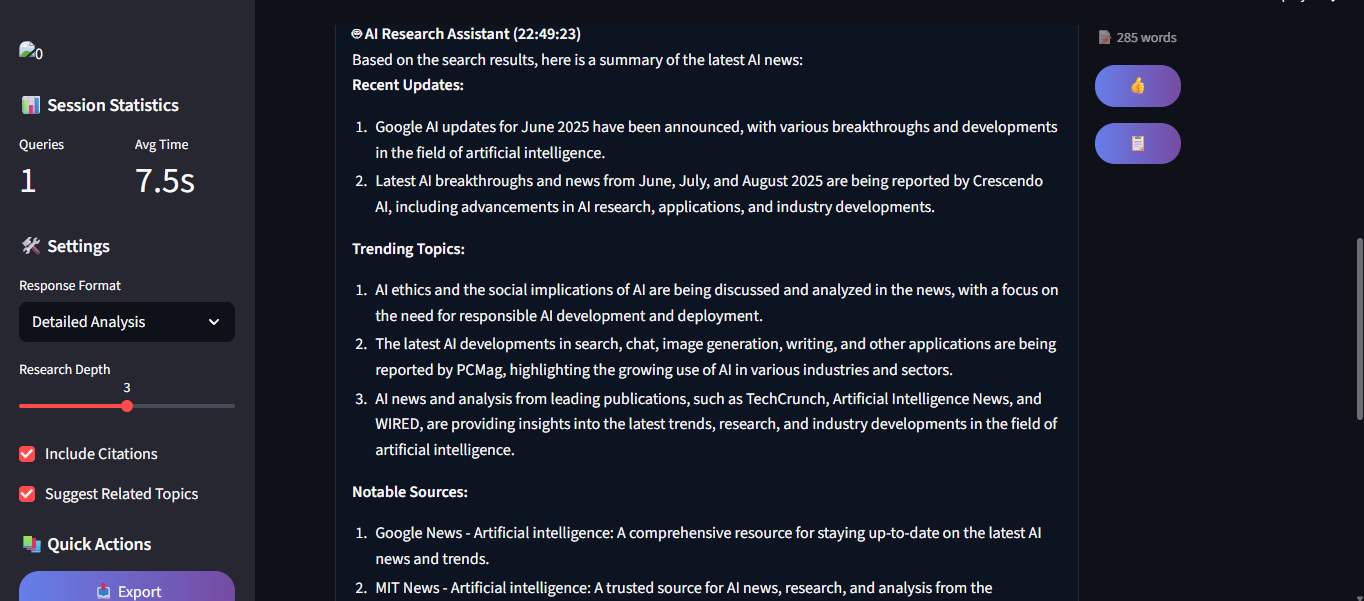 0
Session Statistics
Queries
Avg Time
1
7.5s
Settings
Response Format
Detailed Analysis
Research Depth
3
Include Citations
Suggest Related Topics
Quick Actions
Export
AI Research Assistant (22:49:23)
Based on the search results, here is a summary of the latest AI news:
Recent Updates:
1. Google AI updates for June 2025 have been announced, with various breakthroughs and developments
in the field of artificial intelligence.
2. Latest AI breakthroughs and news from June, July, and August 2025 are being reported by Crescendo
AI, including advancements in AI research, applications, and industry developments.
Trending Topics:
1. AI ethics and the social implications of AI are being discussed and analyzed in the news, with a focus on
the need for responsible AI development and deployment.
2. The latest AI developments in search, chat, image generation, writing, and other applications are being
reported by PCMag, highlighting the growing use of AI in various industries and sectors.
3. AI news and analysis from leading publications, such as TechCrunch, Artificial Intelligence News, and
WIRED, are providing insights into the latest trends, research, and industry developments in the field of
artificial intelligence.
Notable Sources:
1. Google News - Artificial intelligence: A comprehensive resource for staying up-to-date on the latest AI
news and trends.
2. MIT News - Artificial intelligence: A trusted source for AI news, research, and analysis from the
285 words